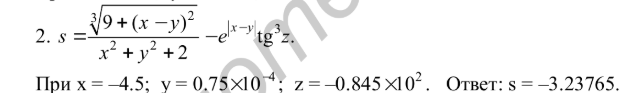 2. s = ∛(9 + (x – y)²) / (x² + y² + 2) – e^|x–y| tg³z.
При x = –4.5; y = 0.75×10⁻⁴; z = –0.845×10². Ответ: s = –3.23765.